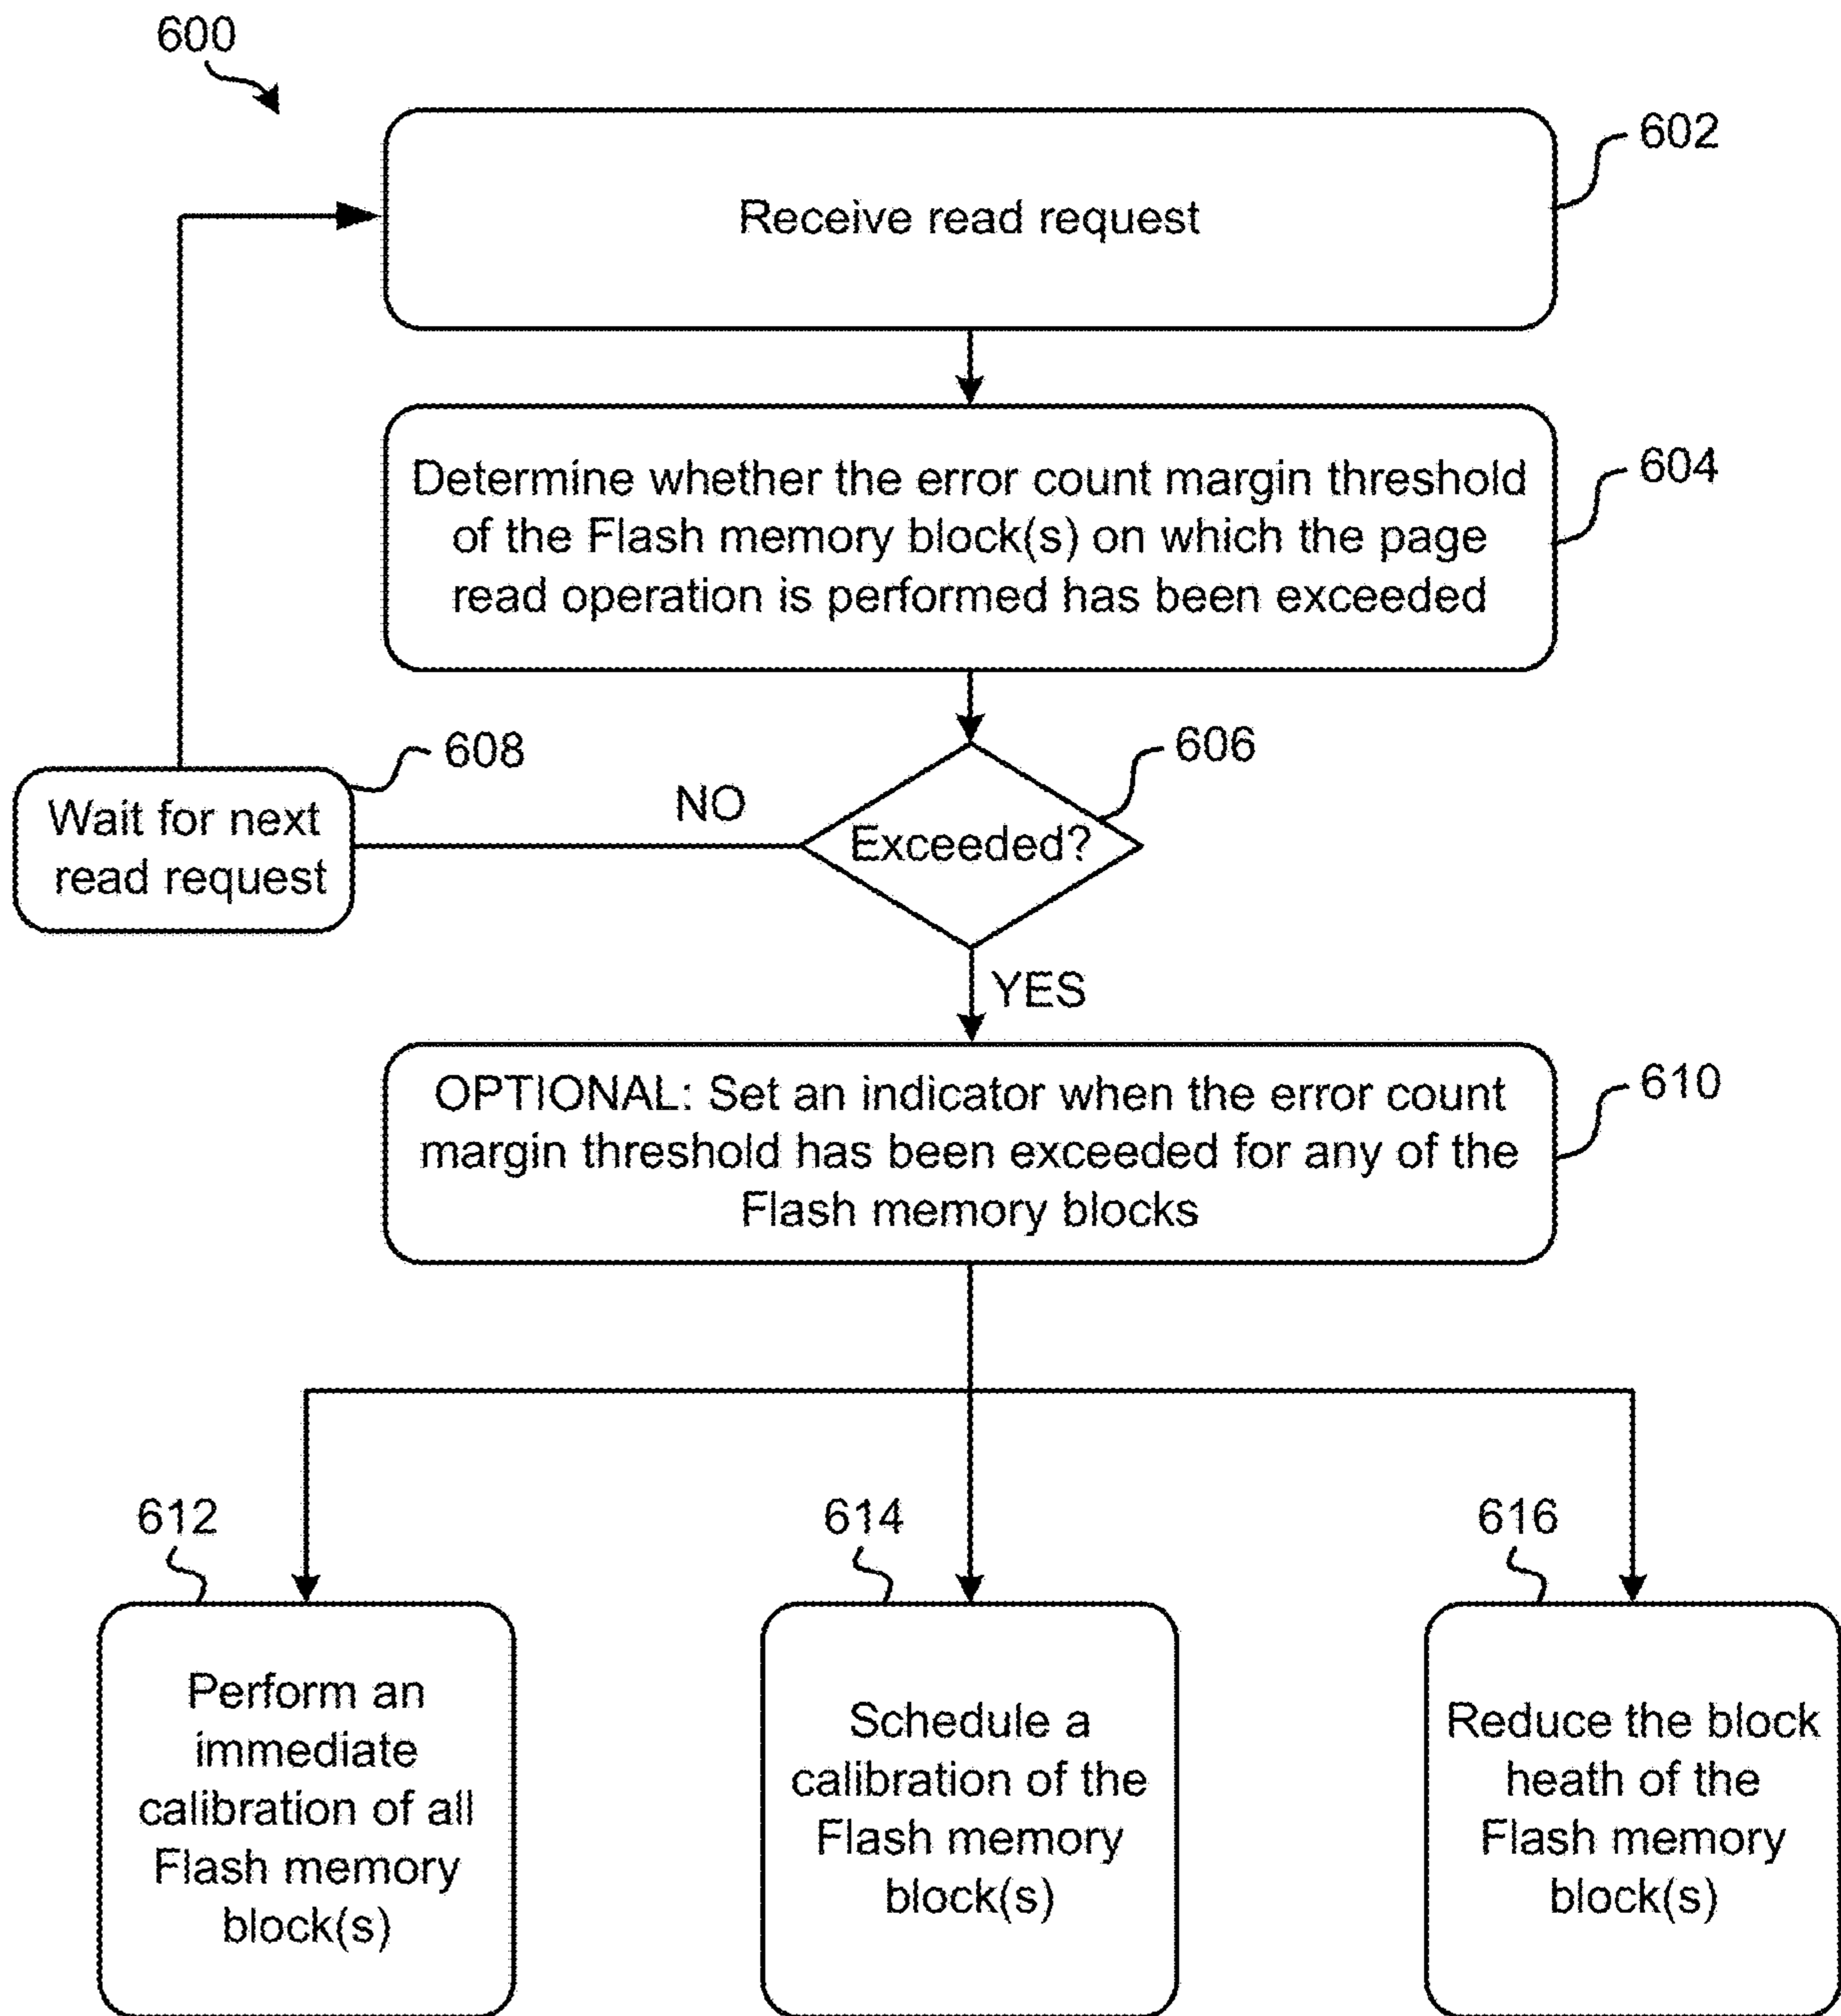 600
602
Receive read request
604
Determine whether the error count margin threshold
of the Flash memory block(s) on which the page
read operation is performed has been exceeded
606
608
NO
Wait for next
read request
Exceeded?
YES
610
OPTIONAL: Set an indicator when the error count
margin threshold has been exceeded for any of the
Flash memory blocks
612
614
616
Perform an
immediate
calibration of all
Flash memory
block(s)
Schedule a
calibration of the
Flash memory
block(s)
Reduce the block
heath of the
Flash memory
block(s)